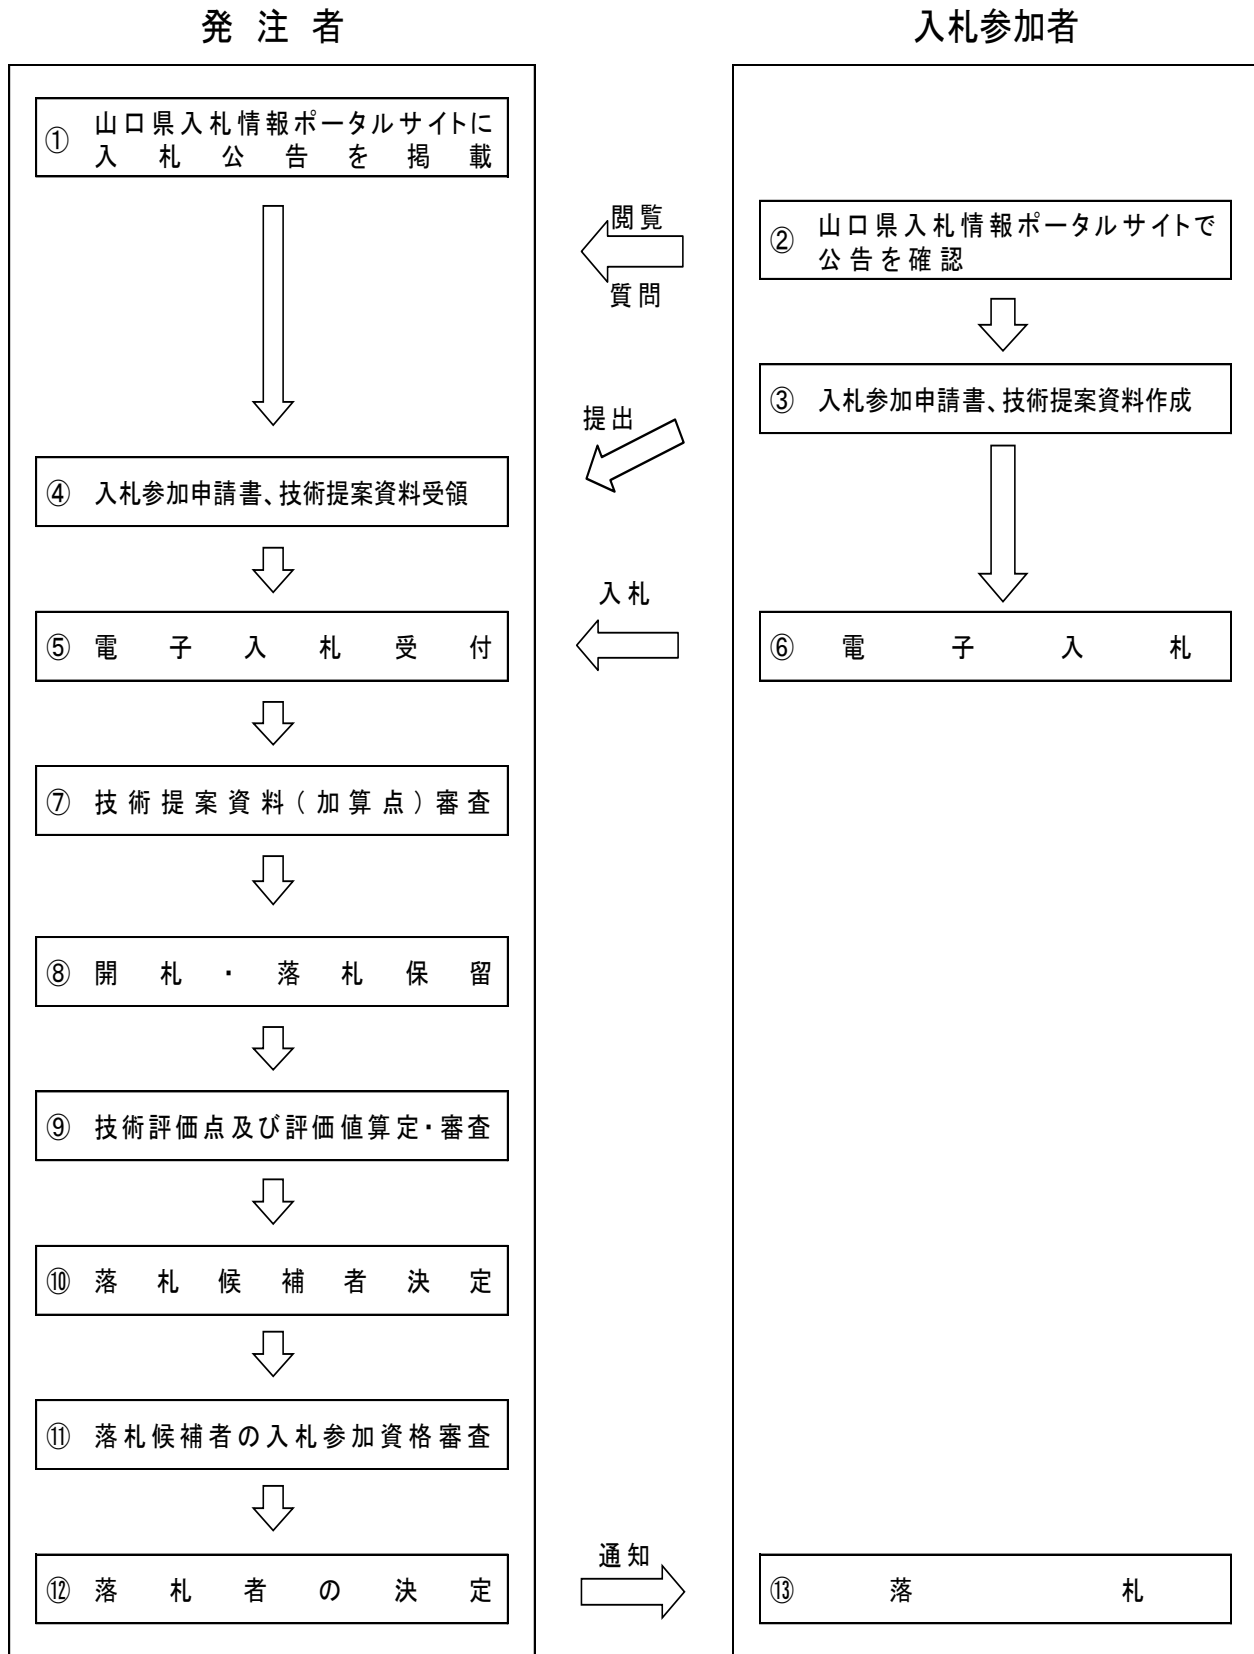 発注者
入札参加者
① 山口県入札情報ポータルサイトに
入札公告を掲載
閲覧
② 山口県入札情報ポータルサイトで
公告を確認
質問
③ 入札参加申請書、技術提案資料作成
提出
④ 入札参加申請書、技術提案資料受領
入札
⑤ 電子入札受付
⑥ 電子入札
⑦ 技術提案資料(加算点)審査
⑧ 開札・落札保留
⑨ 技術評価点及び評価値算定・審査
⑩ 落札候補者決定
⑪ 落札候補者の入札参加資格審査
通知
⑫ 落札者の決定
⑬ 落札